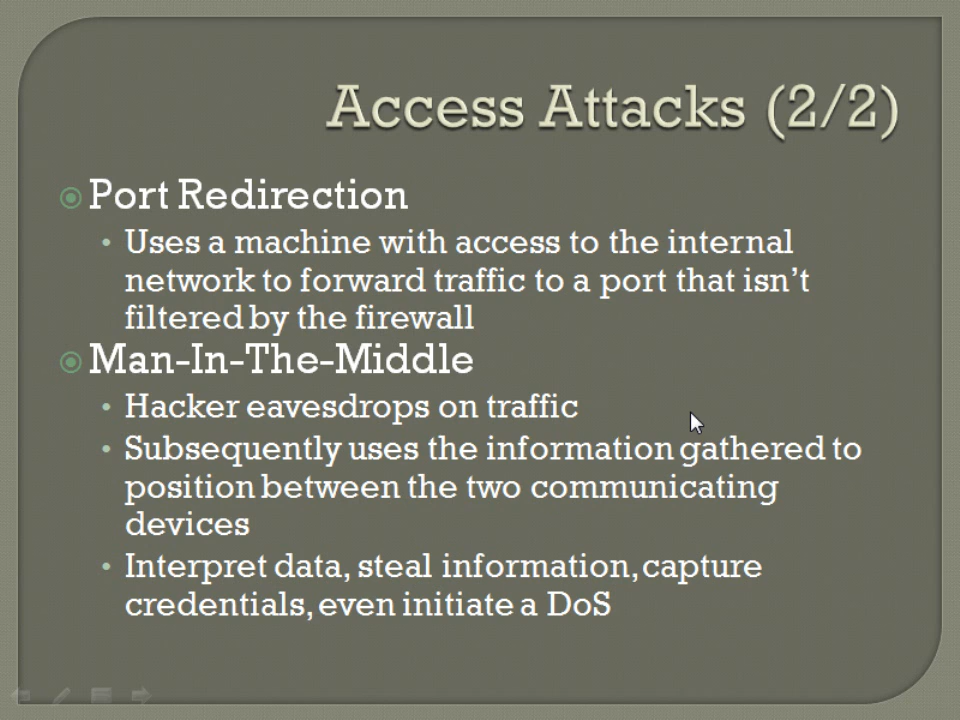 Access Attacks (2/2)
Port Redirection
Uses a machine with access to the internal
network to forward traffic to a port that isn't
filtered by the firewall
Man-In-The-Middle
Hacker eavesdrops on traffic
Subsequently uses the information gathered to
position between the two communicating
devices
Interpret data, steal information, capture
credentials, even initiate a DoS